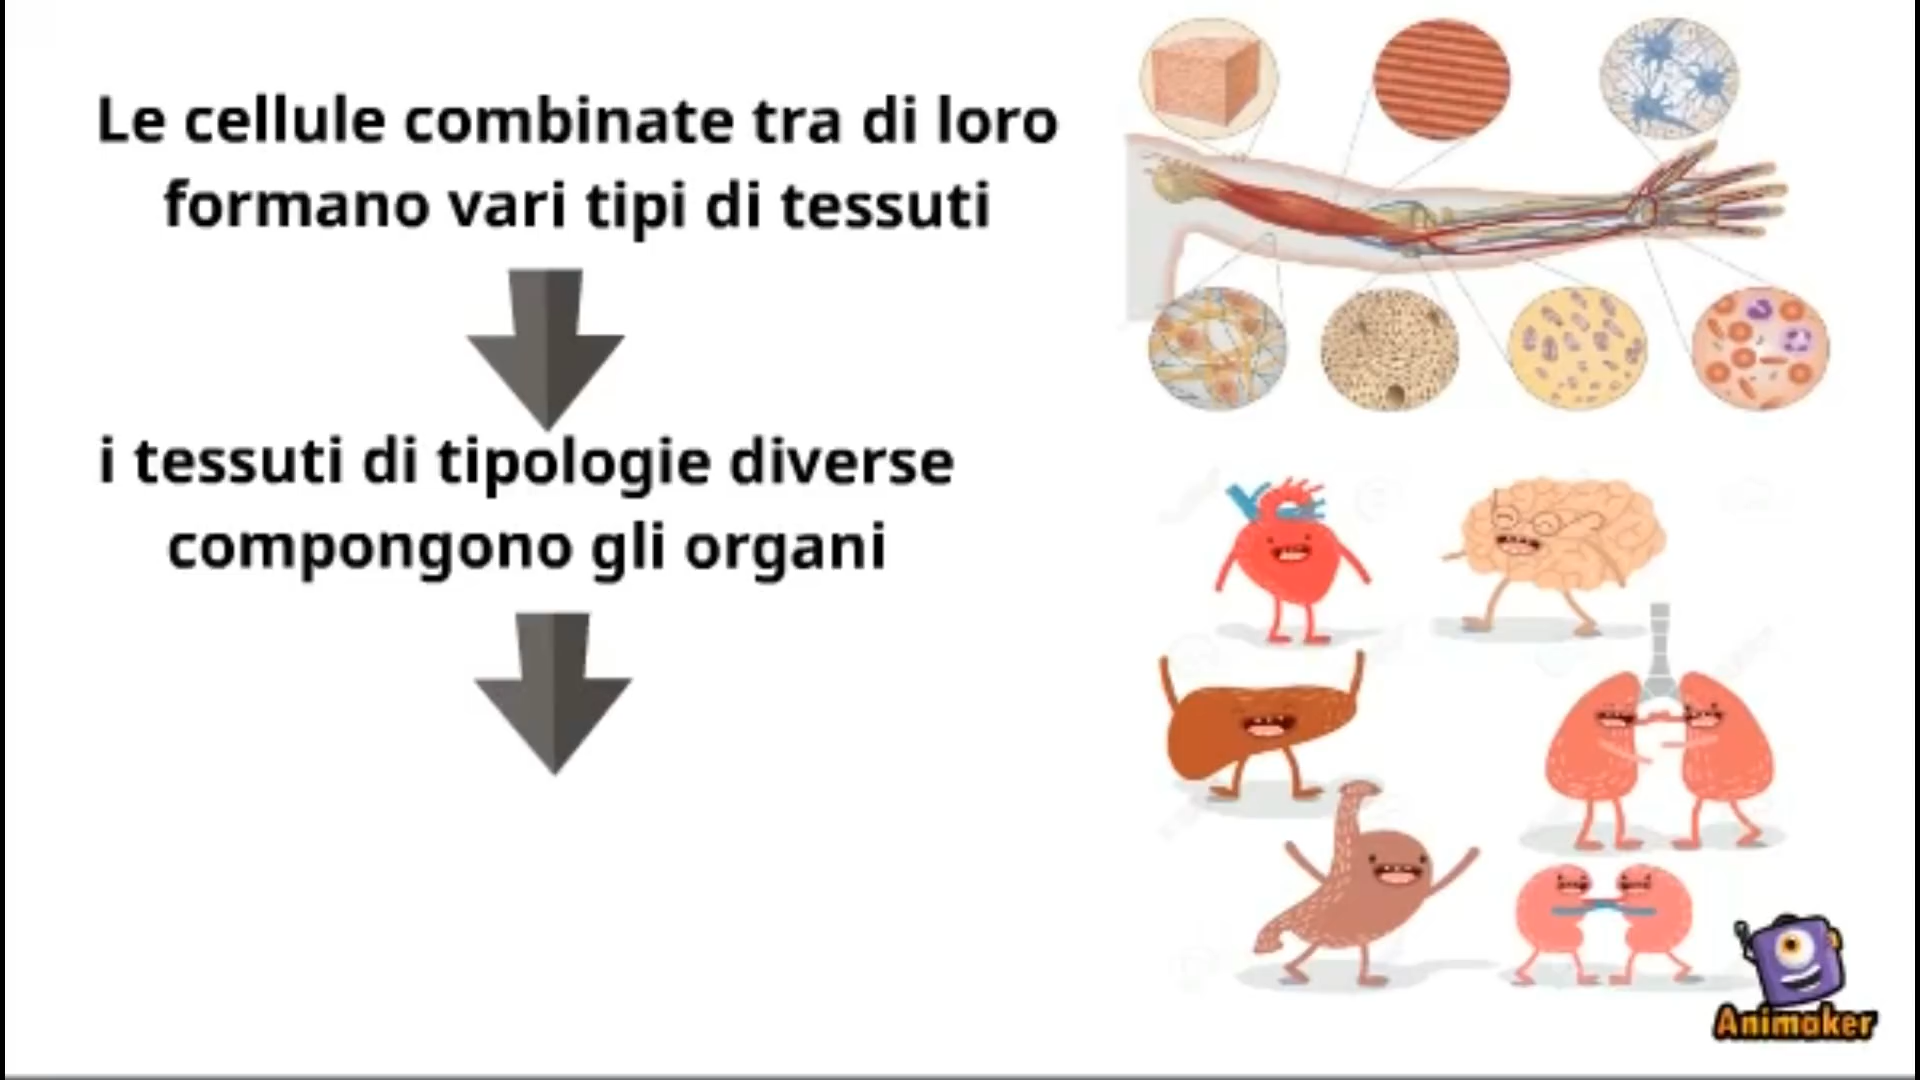 Le cellule combinate tra di loro
formano vari tipi di tessuti
i tessuti di tipologie diverse
compongono gli organi
Animaker